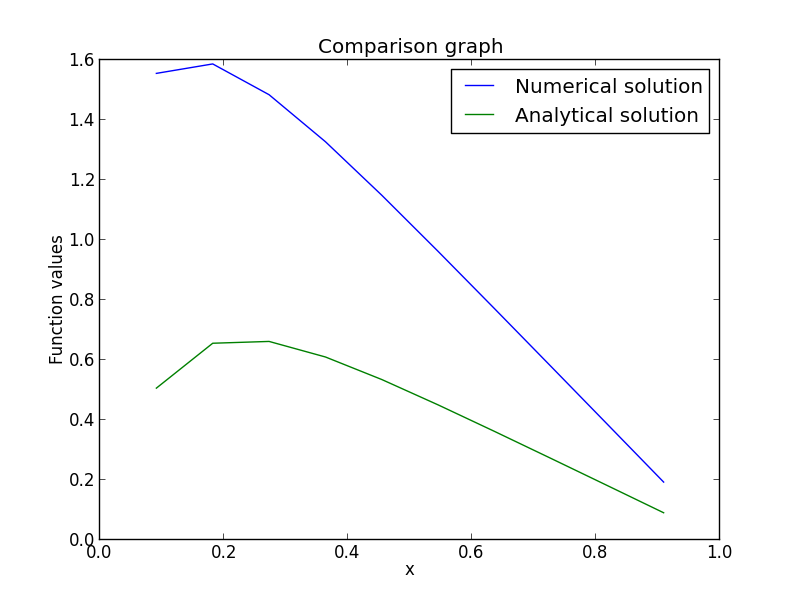 Comparison graph
Numerical solution
Analytical solution
1.6
1.4
1.2
1.0
0.8
0.6
0.4
0.2
0.0
Function values
0.0 0.2 0.4 0.6 0.8 1.0
x